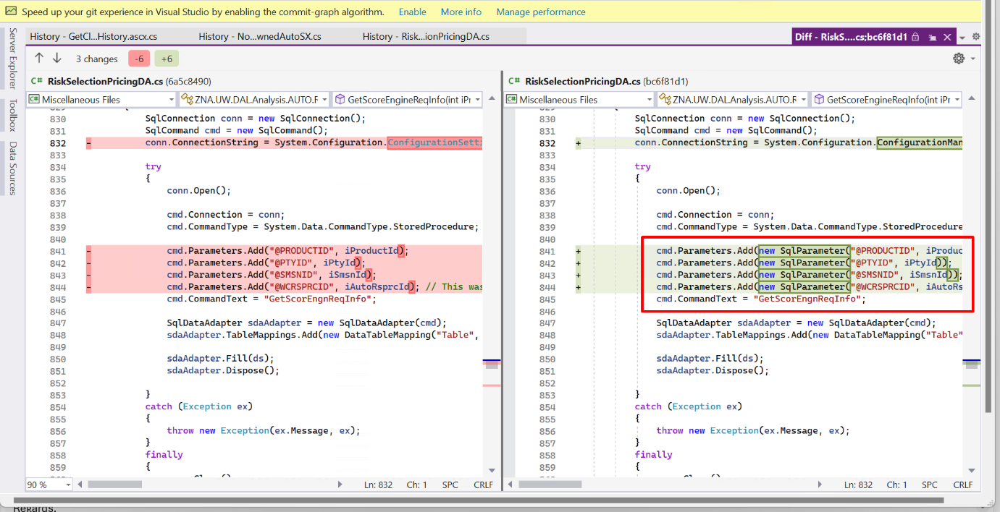 Speed up your git experience in Visual Studio by enabling the commit-graph algorithm. Enable More info Manage performance
Server Explorer
Toolbox
Data Sources
History - GetCl...History.ascx.cs History - No...wnedAutoSX.cs History - Risk...ionPricingDA.cs Diff - RiskS....cs;bc6f81d1
3 changes -6 +6
C# RiskSelectionPricingDA.cs (6a5c8490)
C# Miscellaneous Files ZNA.UW.DAL.Analysis.AUTO.R GetScoreEngineReqInfo(int iPr
830 SqlConnection conn = new SqlConnection();
831 SqlCommand cmd = new SqlCommand();
832 - conn.ConnectionString = System.Configuration.ConfigurationSetti
833
834 try
835 {
836 conn.Open();
837
838 cmd.Connection = conn;
839 cmd.CommandType = System.Data.CommandType.StoredProcedure;
840
841 - cmd.Parameters.Add("@PRODUCTID", iProductId);
842 - cmd.Parameters.Add("@PTYID", iPtyId);
843 - cmd.Parameters.Add("@SMSNID", iSmsnId);
844 - cmd.Parameters.Add("@WCRSPRCID", iAutoRsprcId); // This was
845 cmd.CommandText = "GetScorEngnReqInfo";
846
847 SqlDataAdapter sdaAdapter = new SqlDataAdapter(cmd);
848 sdaAdapter.TableMappings.Add(new DataTableMapping("Table",
849
850 sdaAdapter.Fill(ds);
851 sdaAdapter.Dispose();
852
853 }
854 catch (Exception ex)
855 {
856 throw new Exception(ex.Message, ex);
857 }
858 finally
859 {
90 % Ln: 832 Ch: 1 SPC CRLF
C# RiskSelectionPricingDA.cs (bc6f81d1)
C# Miscellaneous Files ZNA.UW.DAL.Analysis.AUTO.R GetScoreEngineReqInfo(int iPr
830 SqlConnection conn = new SqlConnection();
831 SqlCommand cmd = new SqlCommand();
832 + conn.ConnectionString = System.Configuration.ConfigurationMan
833
834 try
835 {
836 conn.Open();
837
838 cmd.Connection = conn;
839 cmd.CommandType = System.Data.CommandType.StoredProcedure
840
841 + cmd.Parameters.Add(new SqlParameter("@PRODUCTID", iProduc
842 + cmd.Parameters.Add(new SqlParameter("@PTYID", iPtyId));
843 + cmd.Parameters.Add(new SqlParameter("@SMSNID", iSmsnId));
844 + cmd.Parameters.Add(new SqlParameter("@WCRSPRCID", iAutoRs
845 cmd.CommandText = "GetScorEngnReqInfo";
846
847 SqlDataAdapter sdaAdapter = new SqlDataAdapter(cmd);
848 sdaAdapter.TableMappings.Add(new DataTableMapping("Table"
849
850 sdaAdapter.Fill(ds);
851 sdaAdapter.Dispose();
852
853 }
854 catch (Exception ex)
855 {
856 throw new Exception(ex.Message, ex);
857 }
858 finally
859 {
Ln: 832 Ch: 1 SPC CRLF
Regards,